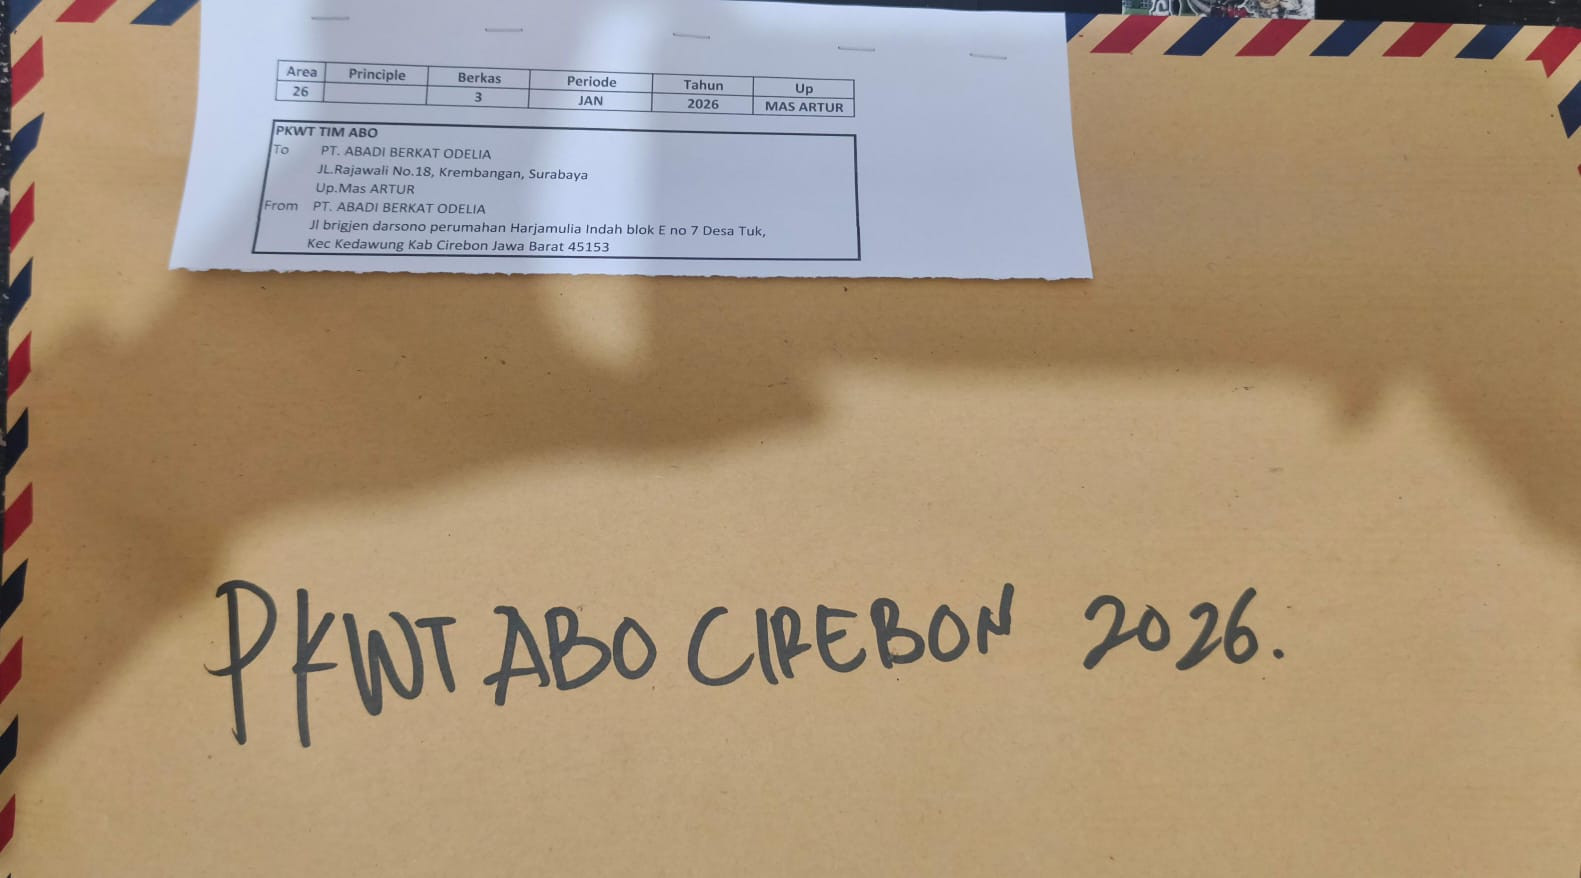 Area Principle Berkas Periode Tahun Up
26 3 JAN 2026 MAS ARTUR
PKWT TIM ABO
To PT. ABADI BERKAT ODELIA
JL.Rajawali No.18, Krembangan, Surabaya
Up.Mas ARTUR
From PT. ABADI BERKAT ODELIA
Jl brigjen darsono perumahan Harjamulia Indah blok E no 7 Desa Tuk,
Kec Kedawung Kab Cirebon Jawa Barat 45153
PKWT ABO CIREBON 2026.